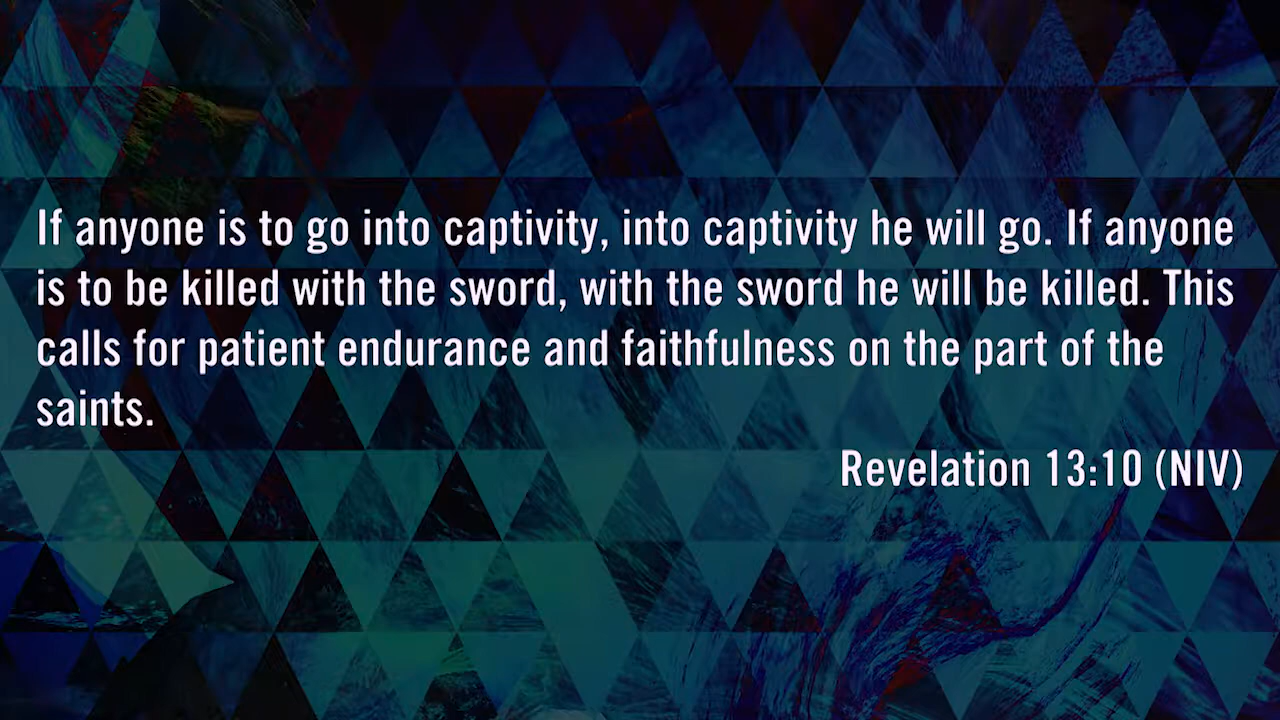 If anyone is to go into captivity, into captivity he will go. If anyone
is to be killed with the sword, with the sword he will be killed. This
calls for patient endurance and faithfulness on the part of the
saints.
Revelation 13:10 (NIV)